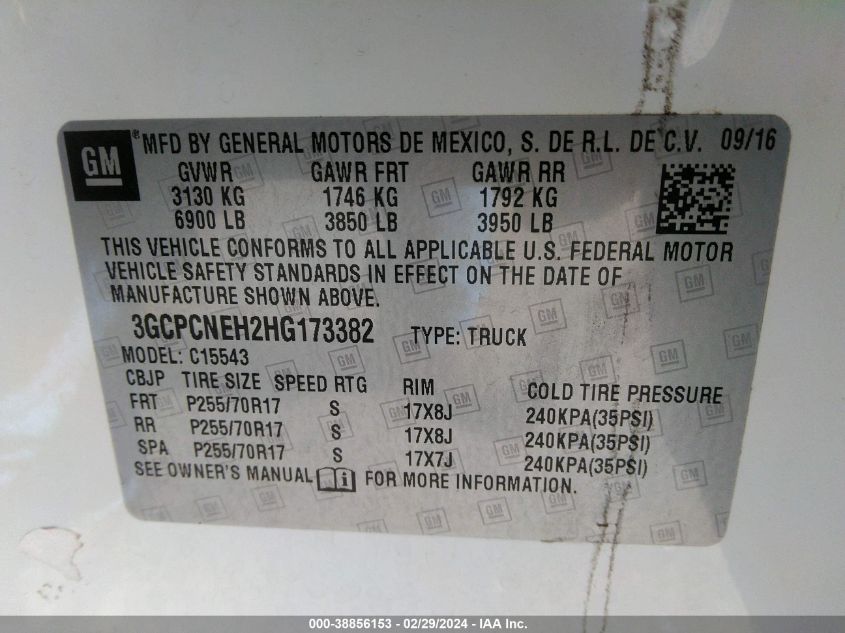 GM ® MFD BY GENERAL MOTORS DE MEXICO, S. DE R.L. DE C.V. 09/16
GVWR GAWR FRT GAWR RR
3130 KG 1746 KG 1792 KG
6900 LB 3850 LB 3950 LB
THIS VEHICLE CONFORMS TO ALL APPLICABLE U.S. FEDERAL MOTOR
VEHICLE SAFETY STANDARDS IN EFFECT ON THE DATE OF
MANUFACTURE SHOWN ABOVE.
3GCPCNEH2HG173382 TYPE: TRUCK
MODEL: C15543
CBJP TIRE SIZE SPEED RTG RIM COLD TIRE PRESSURE
FRT P255/70R17 S 17X8J 240KPA(35PSI)
RR P255/70R17 S 17X8J 240KPA(35PSI)
SPA P255/70R17 S 17X7J 240KPA(35PSI)
SEE OWNER'S MANUAL i FOR MORE INFORMATION.
000-38856153 - 02/29/2024 - IAA Inc.